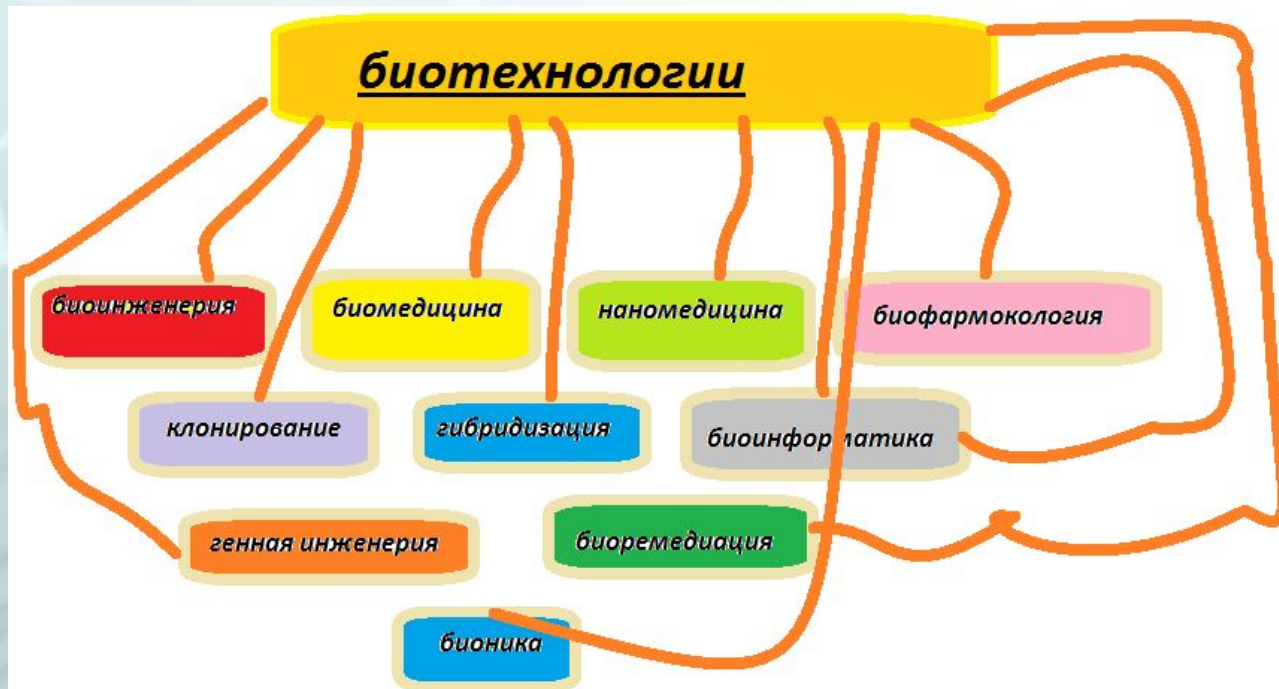 биотехнологии
биоинженерия
биомедицина
наномедицина
биофармокология
клонирование
гибридизация
биоинформатика
генная инженерия
биоремедиация
бионика